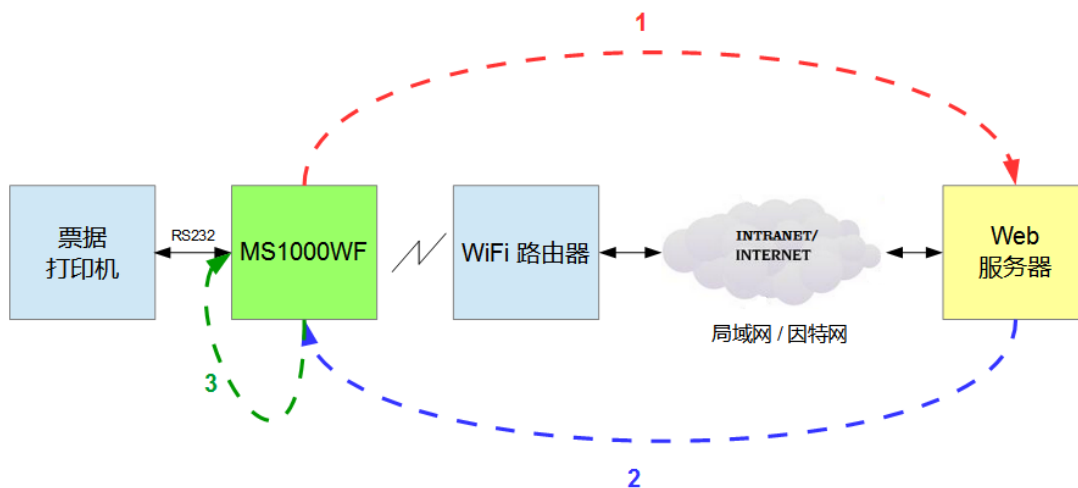 1
票据
打印机
RS232
MS1000WF
WiFi 路由器
INTRANET/
INTERNET
局域网 / 因特网
Web
服务器
3
2